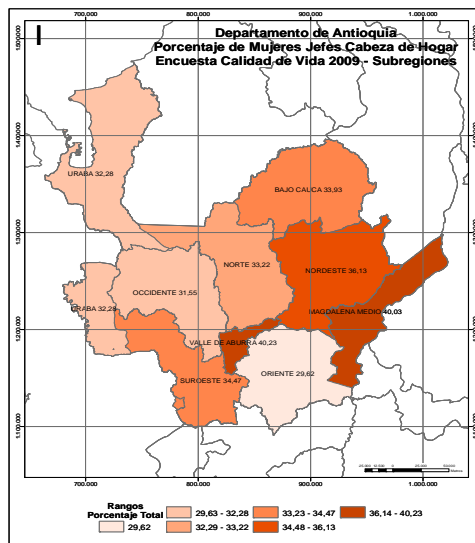 Departamento de Antioquia
Porcentaje de Mujeres Jefes Cabeza de Hogar
Encuesta Calidad de Vida 2009 - Subregiones
700.000 800.000 900.000 1.000.000
URABA 32,28
BAJO CAUCA 33,93
NORTE 33,22
NORDESTE 36,13
OCCIDENTE 31,55
URABA 32,28
MAGDALENA MEDIO 40,03
VALLE DE ABURRA 40,23
ORIENTE 29,62
SUROESTE 34,47
700.000 800.000 900.000 1.000.000
Rangos
Porcentaje Total
29,62
29,63 - 32,28
32,29 - 33,22
33,23 - 34,47
34,48 - 36,13
36,14 - 40,23